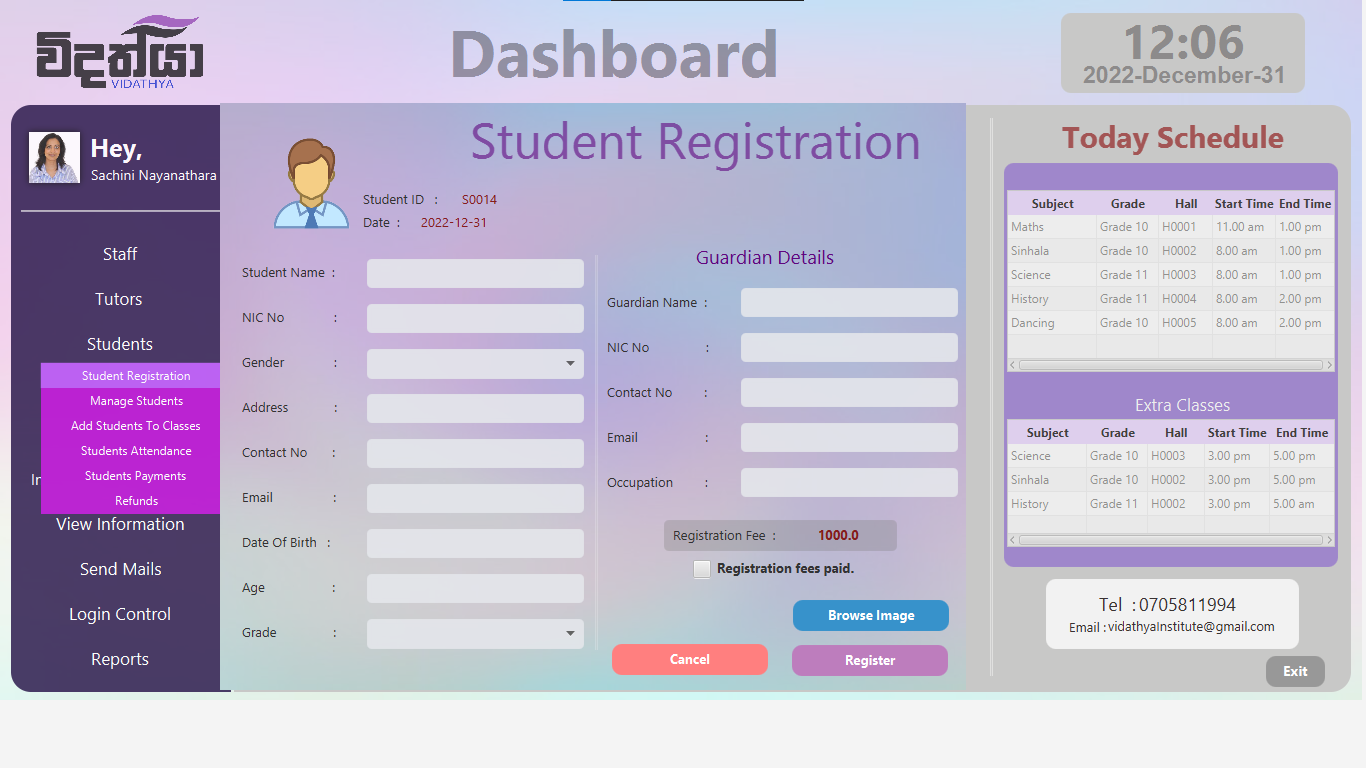 විදත්යා
VIDATHYA
Dashboard
12:06
2022-December-31
Hey,
Sachini Nayanathara
Staff
Tutors
Students
Student Registration
Manage Students
Add Students To Classes
Students Attendance
Students Payments
Refunds
In
View Information
Send Mails
Login Control
Reports
Student Registration
Student ID : S0014
Date : 2022-12-31
Student Name :
NIC No :
Gender :
Address :
Contact No :
Email :
Date Of Birth :
Age :
Grade :
Guardian Details
Guardian Name :
NIC No :
Contact No :
Email :
Occupation :
Registration Fee : 1000.0
Registration fees paid.
Browse Image
Cancel
Register
Today Schedule
Subject Grade Hall Start Time End Time
Maths Grade 10 H0001 11.00 am 1.00 pm
Sinhala Grade 10 H0002 8.00 am 1.00 pm
Science Grade 11 H0003 8.00 am 1.00 pm
History Grade 11 H0004 8.00 am 2.00 pm
Dancing Grade 10 H0005 8.00 am 2.00 pm
Extra Classes
Subject Grade Hall Start Time End Time
Science Grade 10 H0003 3.00 pm 5.00 pm
Sinhala Grade 10 H0002 3.00 pm 5.00 pm
History Grade 11 H0002 3.00 pm 5.00 am
Tel : 0705811994
Email : vidathyaInstitute@gmail.com
Exit